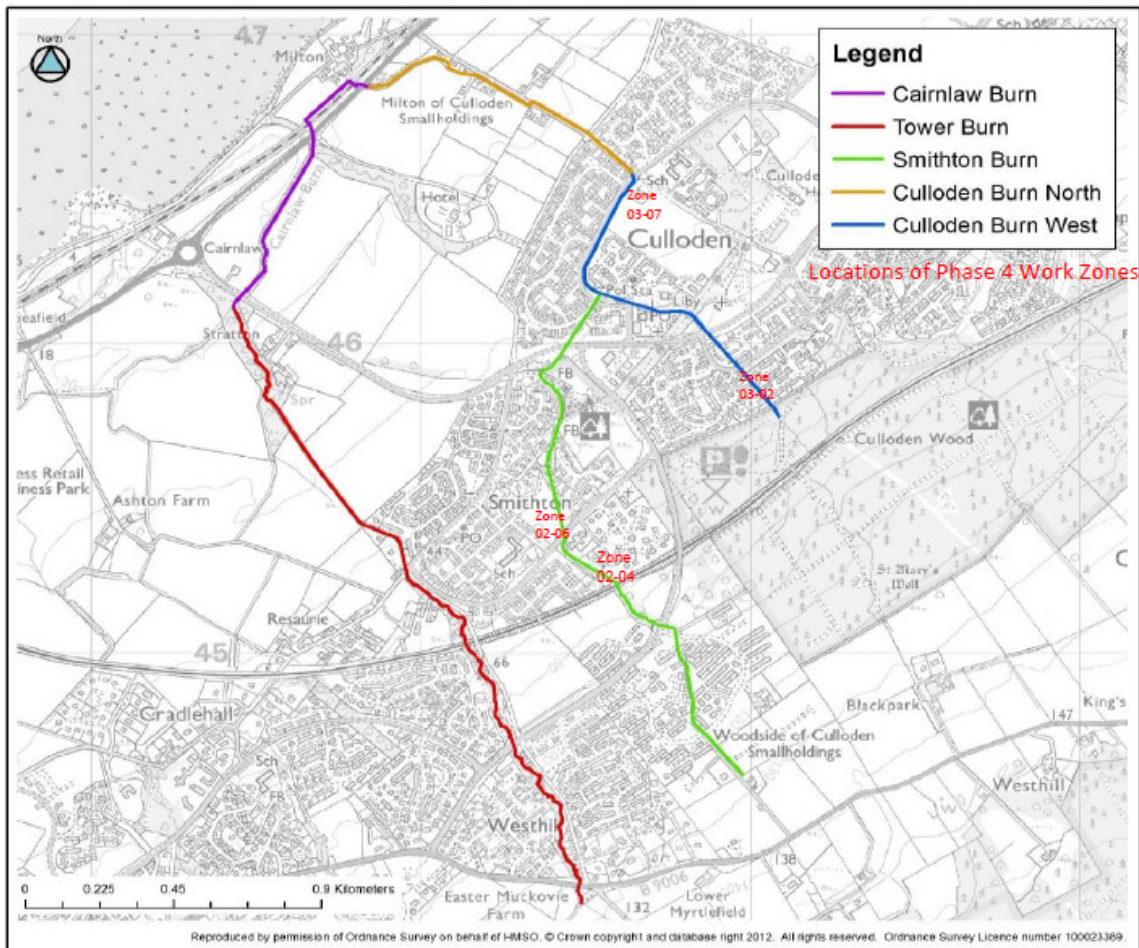 North
47
Milton
Sch
Milton of Culloden
Smallholdings
Legend
Cairnlaw Burn
Tower Burn
Smithton Burn
Culloden Burn North
Culloden Burn West
Locations of Phase 4 Work Zones
Cairnlaw Burn
Hotel
Sch
Zone
03-07
Culloden
Culloden
Cairnlaw
Pol Sta
Liby
PO
Stratton
46
18
FB
Spr
Zone
03-02
FB
Culloden Wood
P
Ashton Farm
Smithton
Zone
02-06
PO
44
Sch
Zone
02-04
St Mary's
Well
Resaurie
45
66
Cradlehall
Blackpark
147
King's
Woodside of Culloden
Smallholdings
Sch
FB
Westhill
W
Westhill
138
0 0.225 0.45 0.9 Kilometers
Easter Muckovie
Farm
132
B 9006
Lower
Myrtlefield
Reproduced by permission of Ordnance Survey on behalf of HMSO. © Crown copyright and database right 2012. All rights reserved. Ordnance Survey Licence number 100023369